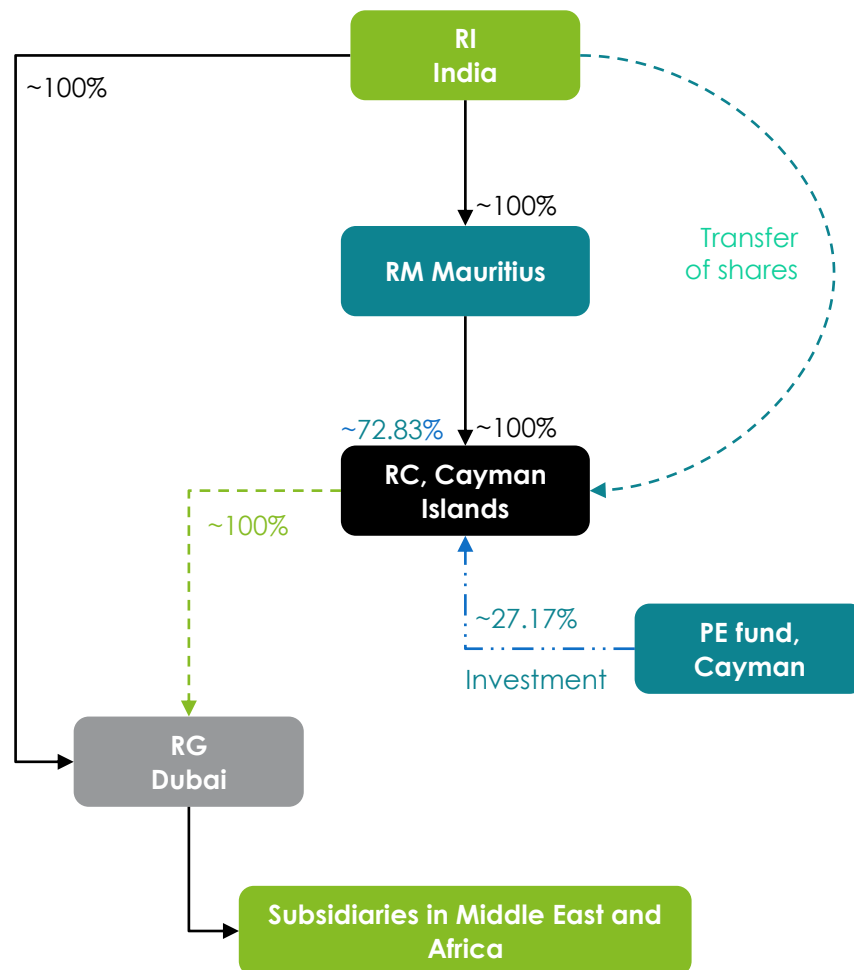 RI
India
~100%
~100%
RM Mauritius
Transfer
of shares
~72.83%
~100%
RC, Cayman
Islands
~100%
~27.17%
PE fund,
Cayman
Investment
RG
Dubai
Subsidiaries in Middle East and
Africa